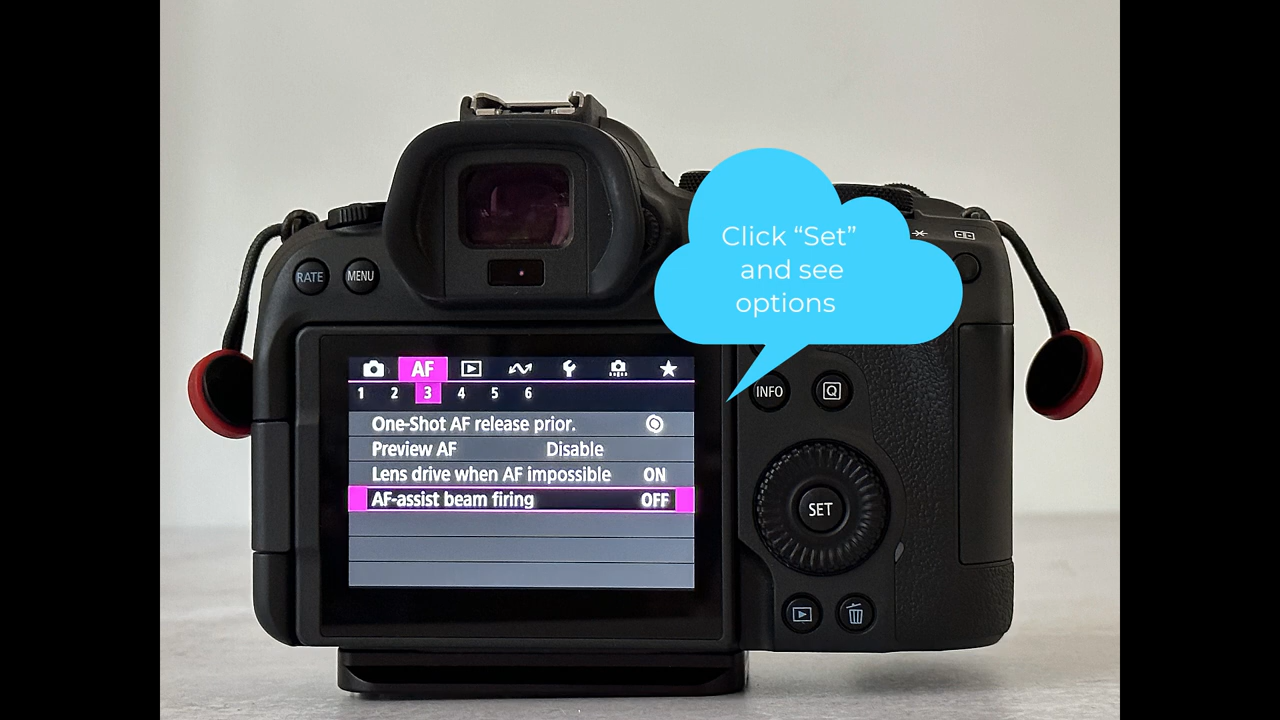 Click “Set”
and see
options
RATE MENU
AF
1 2 3 4 5 6
One-Shot AF release prior.
Preview AF Disable
Lens drive when AF impossible ON
AF-assist beam firing OFF
INFO Q
SET